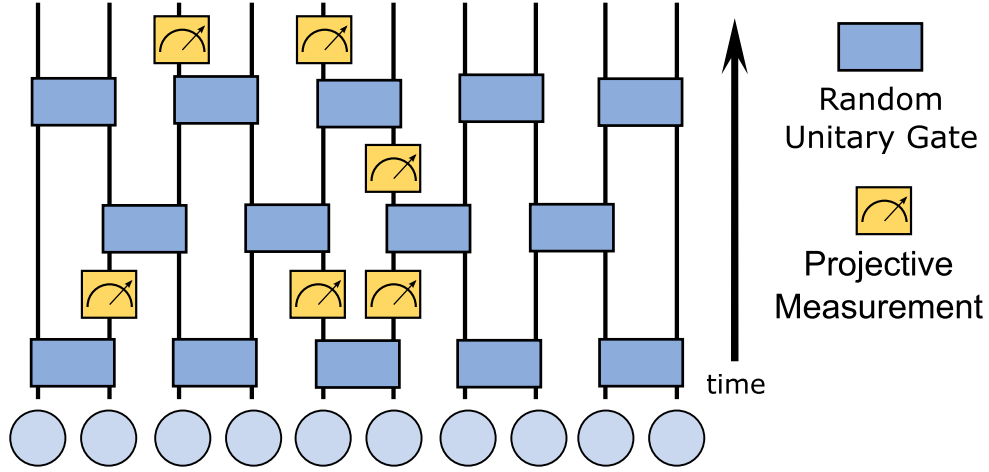 Random
Unitary Gate
Projective
Measurement
time